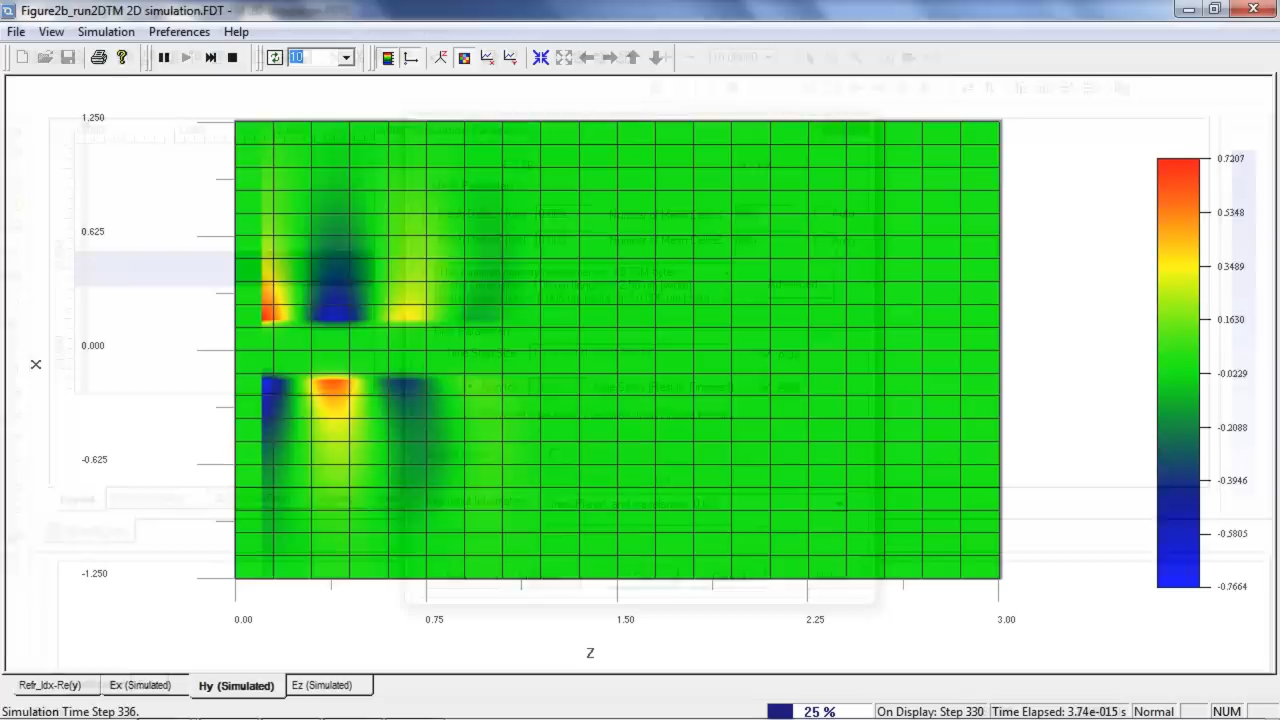 Figure2b_run2DTM 2D simulation.FDT -
File View Simulation Preferences Help
10
1.250
0.625
0.000
-0.625
-1.250
X
0.00 0.75 1.50 2.25 3.00
Z
0.7207
0.5348
0.3489
0.1630
-0.0229
-0.2088
-0.3946
-0.5805
-0.7664
Refr_Idx-Re(y) Ex (Simulated) Hy (Simulated) Ez (Simulated)
Simulation Time Step 336. 25 % On Display: Step 330 Time Elapsed: 3.74e-015 s Normal NUM